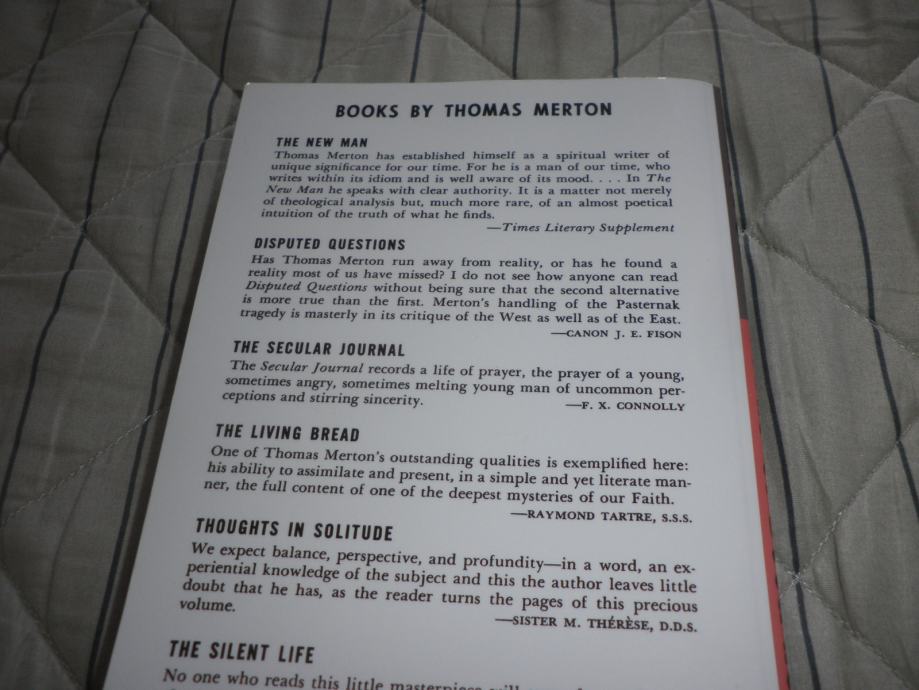 BOOKS BY THOMAS MERTON
THE NEW MAN
Thomas Merton has established himself as a spiritual writer of
unique significance for our time. For he is a man of our time, who
writes within its idiom and is well aware of its mood. . . . In The
New Man he speaks with clear authority. It is a matter not merely
of theological analysis but, much more rare, of an almost poetical
intuition of the truth of what he finds.
—Times Literary Supplement
DISPUTED QUESTIONS
Has Thomas Merton run away from reality, or has he found a
reality most of us have missed? I do not see how anyone can read
Disputed Questions without being sure that the second alternative
is more true than the first. Merton's handling of the Pasternak
tragedy is masterly in its critique of the West as well as of the East.
—CANON J. E. FISON
THE SECULAR JOURNAL
The Secular Journal records a life of prayer, the prayer of a young,
sometimes angry, sometimes melting young man of uncommon per-
ceptions and stirring sincerity.
—F. X. CONNOLLY
THE LIVING BREAD
One of Thomas Merton's outstanding qualities is exemplified here:
his ability to assimilate and present, in a simple and yet literate man-
ner, the full content of one of the deepest mysteries of our Faith.
—RAYMOND TARTRE, S.S.S.
THOUGHTS IN SOLITUDE
We expect balance, perspective, and profundity—in a word, an ex-
periential knowledge of the subject and this the author leaves little
doubt that he has, as the reader turns the pages of this precious
volume.
—SISTER M. THÉRÈSE, D.D.S.
THE SILENT LIFE
No one who reads this little masterpiece will